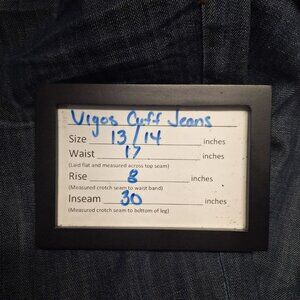 Vigos Cuff Jeans
Size 13/14 inches
Waist 17 inches
(Laid flat and measured across top seam)
Rise 8 inches
(Measured crotch seam to waist band)
Inseam 30 inches
(Measured crotch seam to bottom of leg)